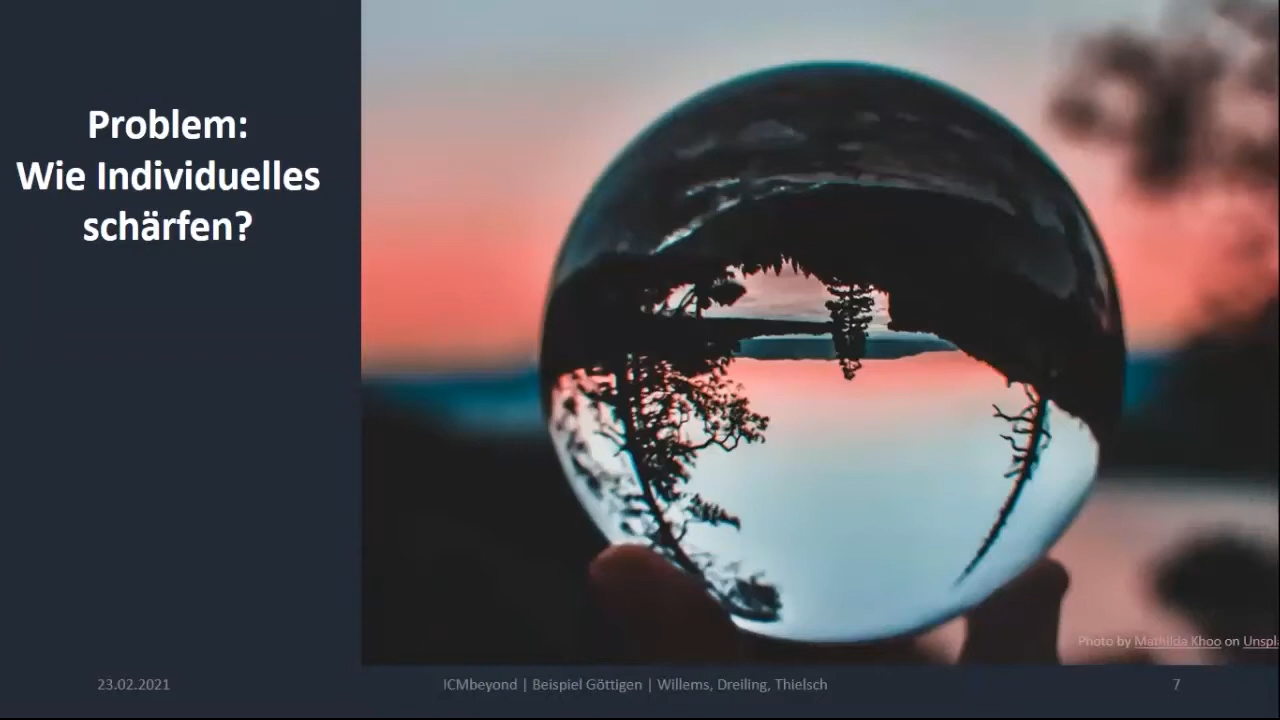 Problem:
Wie Individuelles
schärfen?
Photo by Mathilda Khoo on Unspl
23.02.2021
ICMbeyond | Beispiel Göttigen | Willems, Dreiling, Thielsch
7